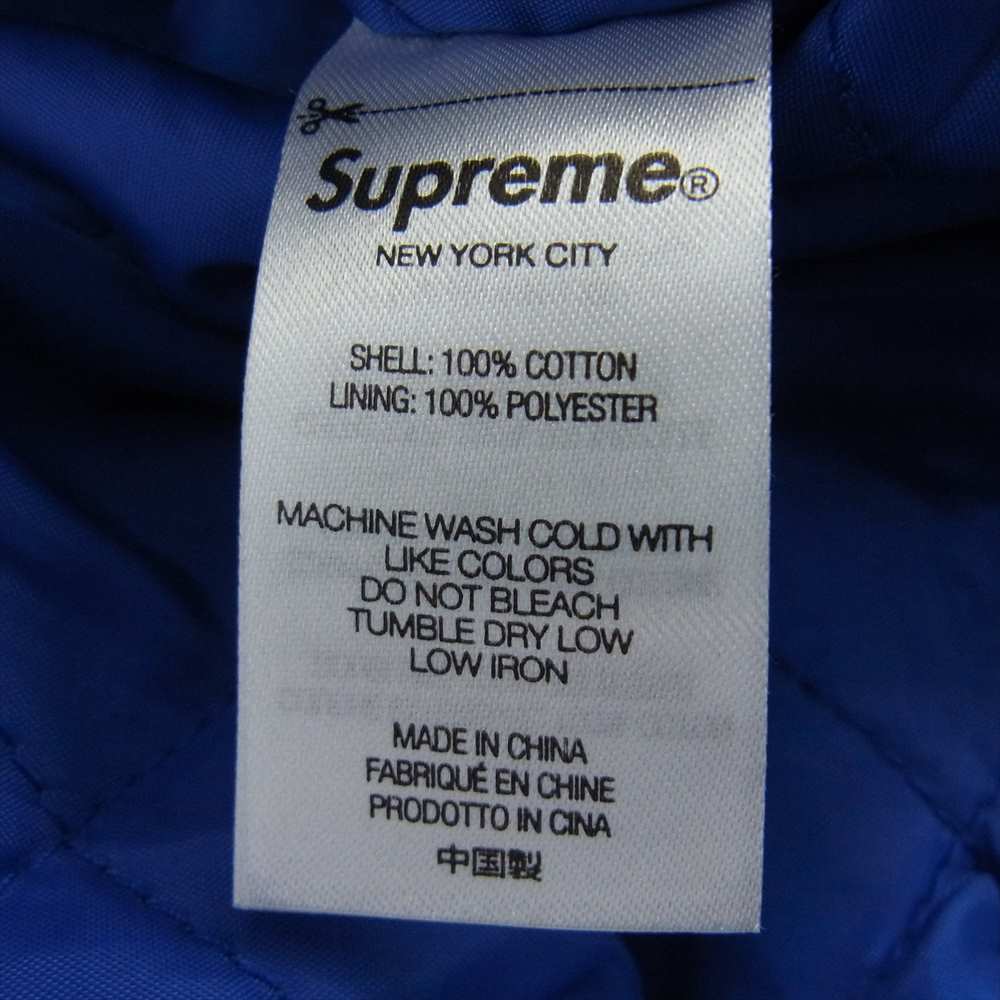 Supreme®
NEW YORK CITY
SHELL: 100% COTTON
LINING: 100% POLYESTER
MACHINE WASH COLD WITH
LIKE COLORS
DO NOT BLEACH
TUMBLE DRY LOW
LOW IRON
MADE IN CHINA
FABRIQUÉ EN CHINE
PRODOTTO IN CINA
中国製